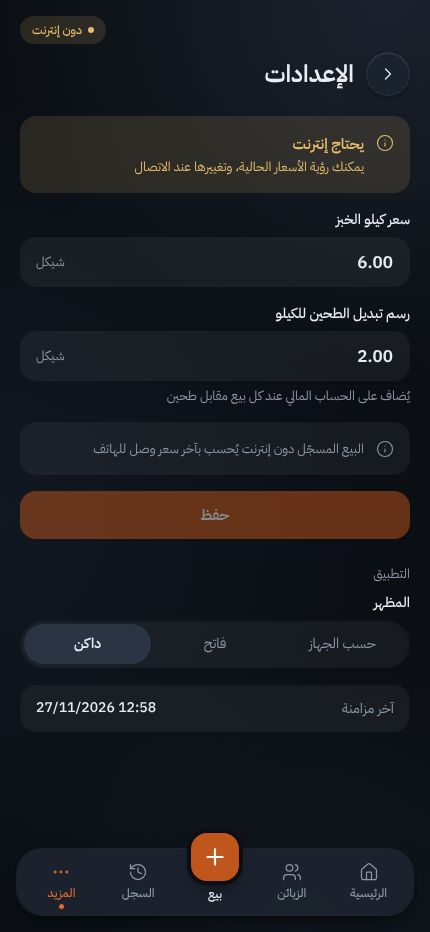 دون إنترنت
الإعدادات
يحتاج إنترنت
يمكنك رؤية الأسعار الحالية، وتغييرها عند الاتصال
سعر كيلو الخبز
6.00 شيكل
رسم تبديل الطحين للكيلو
2.00 شيكل
يُضاف على الحساب المالي عند كل بيع مقابل طحين
البيع المسجّل دون إنترنت يُحسب بآخر سعر وصل للهاتف
حفظ
التطبيق
المظهر
حسب الجهاز فاتح داكن
آخر مزامنة 27/11/2026 12:58
الرئيسية الزبائن بيع السجل المزيد